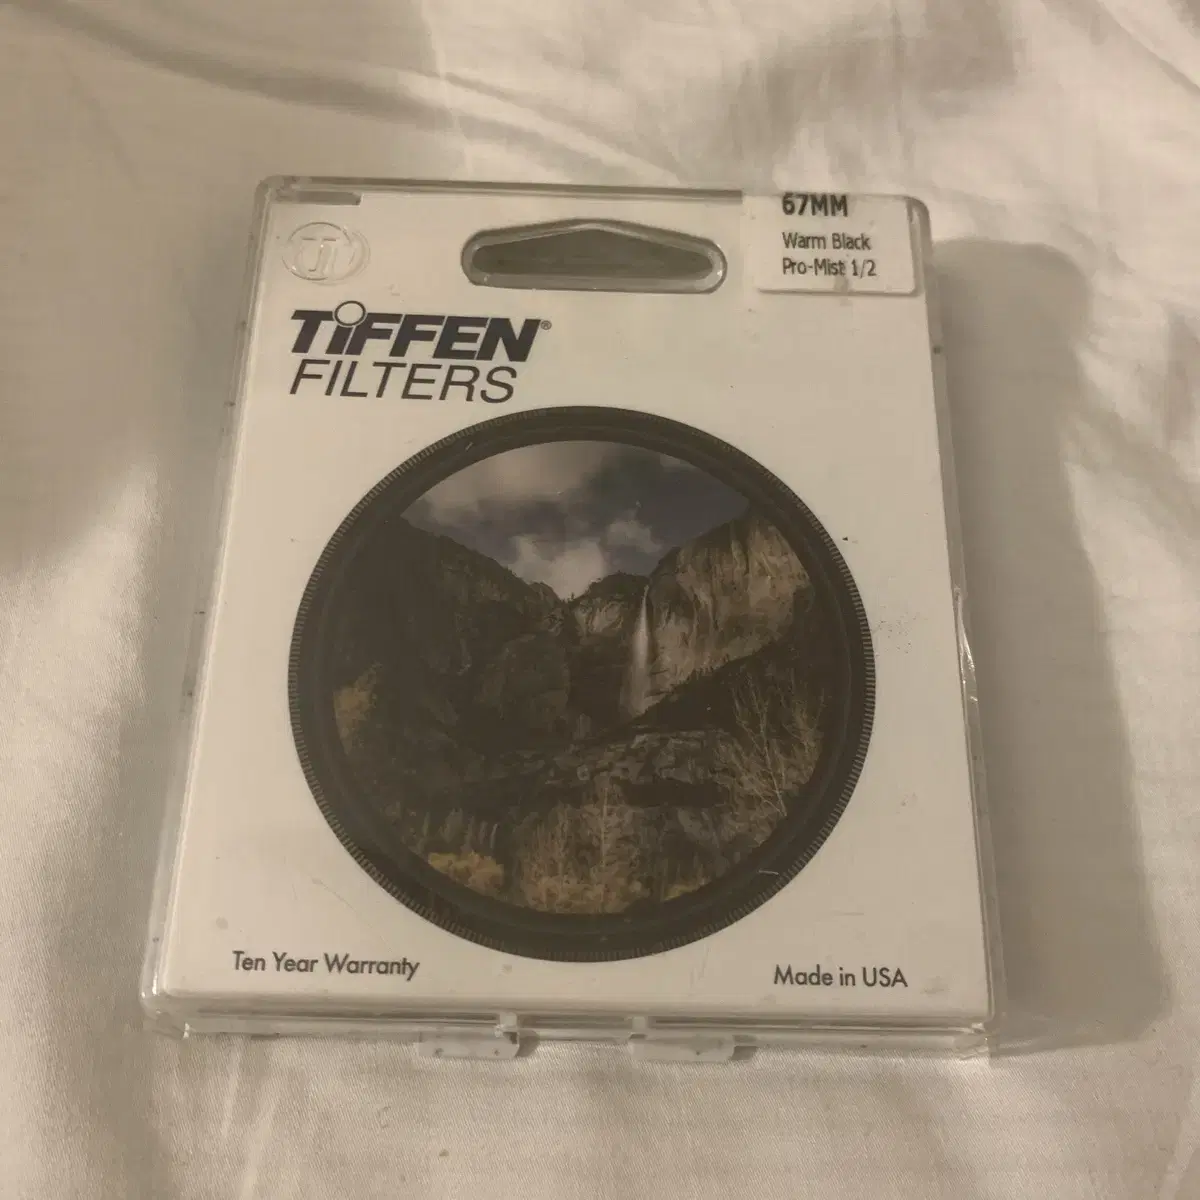 67MM
Warm Black
Pro-Mist 1/2
TiFFEN®
FILTERS
Ten Year Warranty
Made in USA